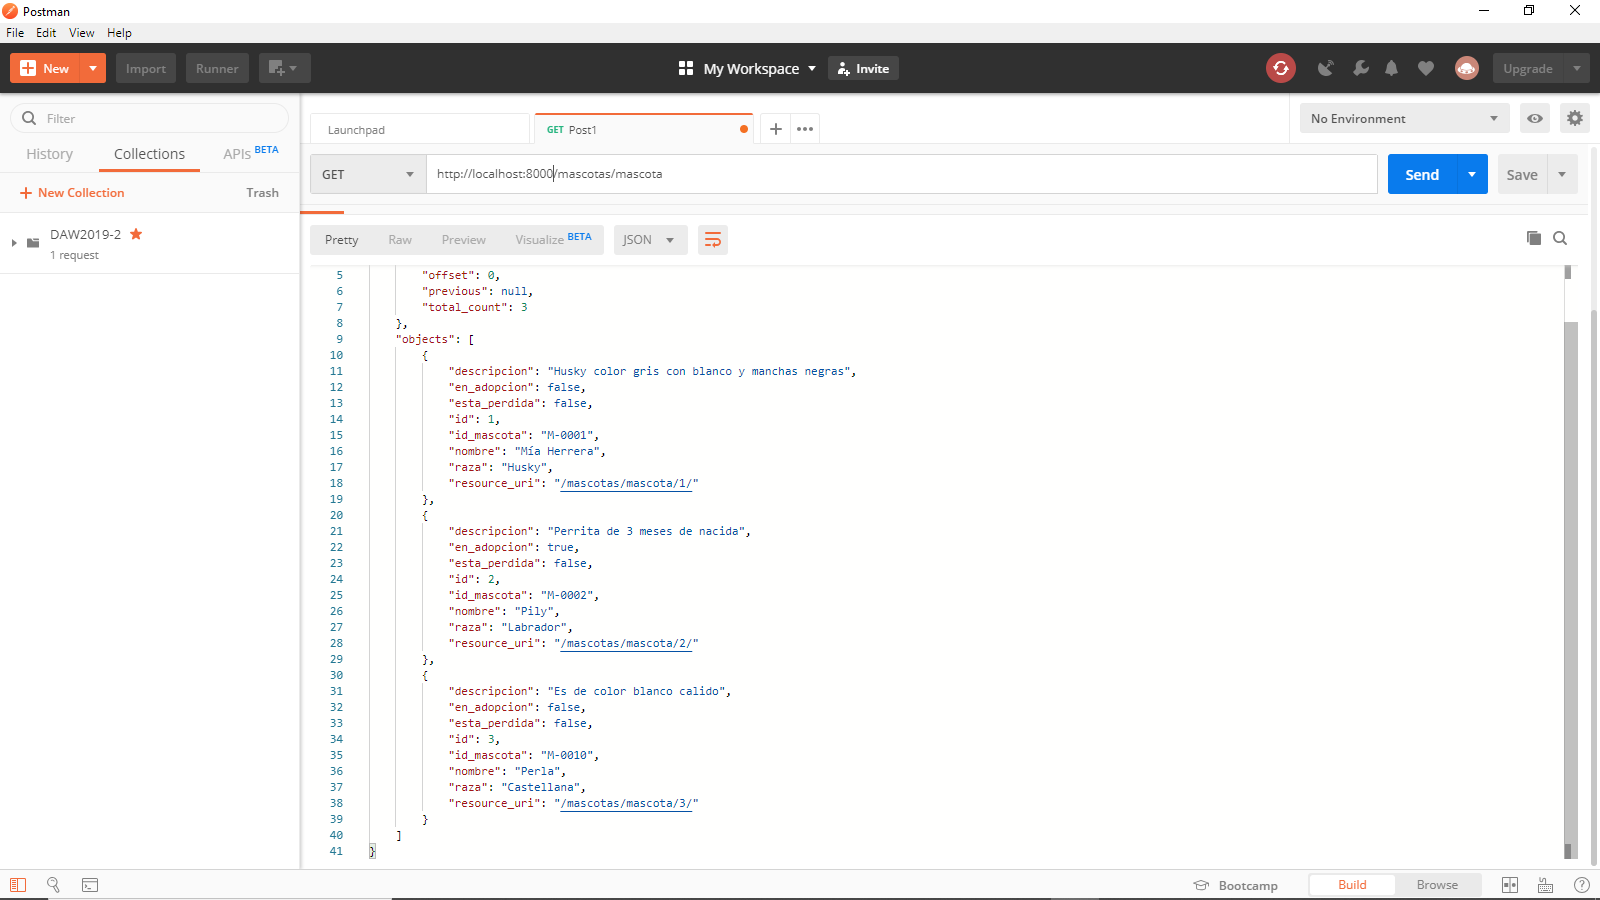 Postman
File Edit View Help
New Import Runner My Workspace Invite Upgrade
Filter
History Collections APIs BETA
New Collection Trash
DAW2019-2
1 request
Launchpad GET Post1 No Environment
GET http://localhost:8000/mascotas/mascota Send Save
Pretty Raw Preview Visualize BETA JSON
5 "offset": 0,
6 "previous": null,
7 "total_count": 3
8 },
9 "objects": [
10 {
11 "descripcion": "Husky color gris con blanco y manchas negras",
12 "en_adopcion": false,
13 "esta_perdida": false,
14 "id": 1,
15 "id_mascota": "M-0001",
16 "nombre": "Mía Herrera",
17 "raza": "Husky",
18 "resource_uri": "/mascotas/mascota/1/"
19 },
20 {
21 "descripcion": "Perrita de 3 meses de nacida",
22 "en_adopcion": true,
23 "esta_perdida": false,
24 "id": 2,
25 "id_mascota": "M-0002",
26 "nombre": "Pily",
27 "raza": "Labrador",
28 "resource_uri": "/mascotas/mascota/2/"
29 },
30 {
31 "descripcion": "Es de color blanco calido",
32 "en_adopcion": false,
33 "esta_perdida": false,
34 "id": 3,
35 "id_mascota": "M-0010",
36 "nombre": "Perla",
37 "raza": "Castellana",
38 "resource_uri": "/mascotas/mascota/3/"
39 }
40 ]
41 }
Bootcamp Build Browse